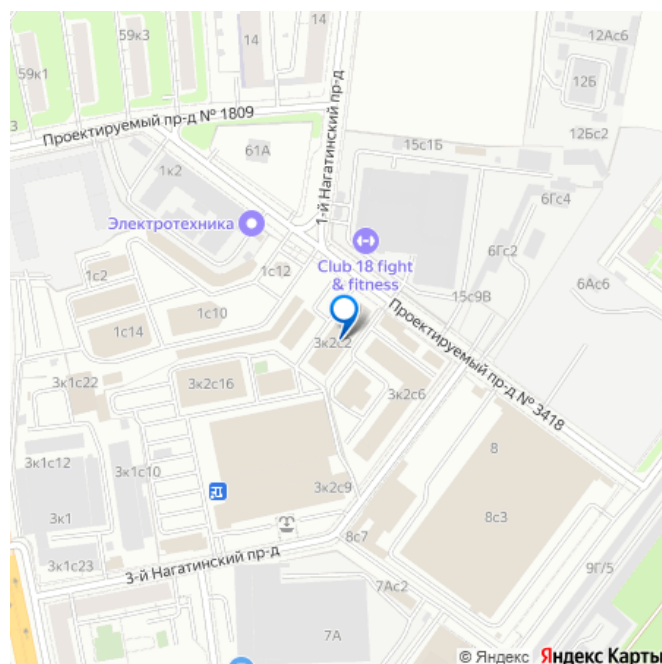 59к3
14
12Ас6
59к1
14
12Б
Проектируемый пр-д № 1809
1-й Нагатинский пр-д
12Бс2
3
61А
15с1Б
1к2
6Гс4
Электротехника
6Гс2
Club 18 fight
& fitness
1с12
1с2
6Ас6
15с9В
1с10
Проектируемый пр-д № 3418
1с14
3к2с2
3к1с22
3к2с16
3к2с6
8
3к1с12
3к1с10
3к2с9
8с3
3к1
8с7
3-й Нагатинский пр-д
3к1с23
9Г/5
7Ас2
7А
© Яндекс Яндекс Карты